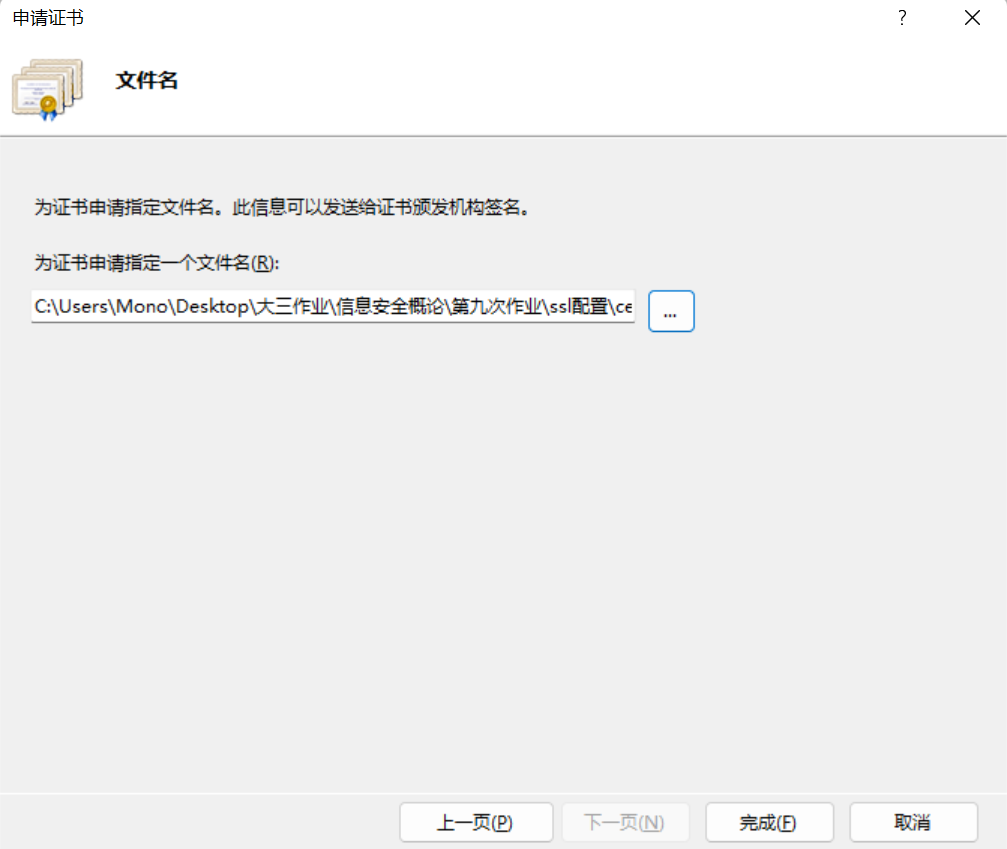 申请证书
?
文件名
为证书申请指定文件名。此信息可以发送给证书颁发机构签名。
为证书申请指定一个文件名(R):
C:\Users\Mono\Desktop\大三作业\信息安全概论\第九次作业\ssl配置\ce
...
上一页(P) 下一页(N) 完成(F) 取消